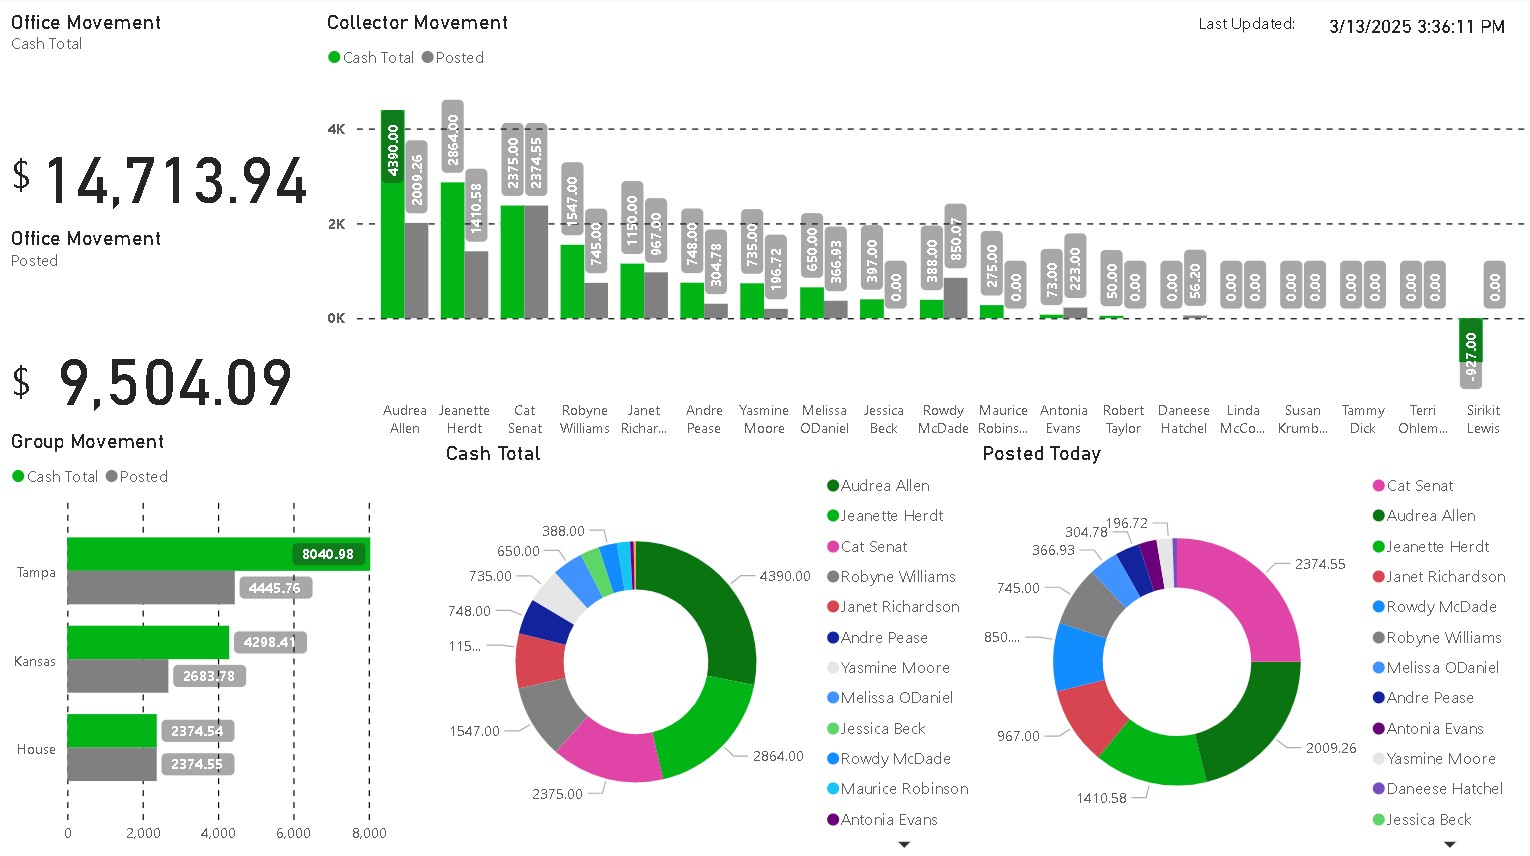 Office Movement
Cash Total
$ 14,713.94
Office Movement
Posted
$ 9,504.09
Collector Movement
Cash Total Posted
Last Updated: 3/13/2025 3:36:11 PM
4K
2K
0K
4390.00
2009.26
2864.00
1410.58
2375.00
2374.55
1547.00
745.00
1150.00
967.00
748.00
304.78
735.00
196.72
650.00
366.93
397.00
0.00
388.00
850.07
275.00
0.00
73.00
223.00
50.00
0.00
0.00
56.20
0.00
0.00
0.00
0.00
0.00
0.00
0.00
0.00
-927.00
0.00
Audrea Allen
Jeanette Herdt
Cat Senat
Robyne Williams
Janet Richar...
Andre Pease
Yasmine Moore
Melissa ODaniel
Jessica Beck
Rowdy McDade
Maurice Robins...
Antonia Evans
Robert Taylor
Daneese Hatchel
Linda McCo...
Susan Krumb...
Tammy Dick
Terri Ohlem...
Sirikit Lewis
Group Movement
Cash Total Posted
Tampa
8040.98
4445.76
Kansas
4298.41
2683.78
House
2374.54
2374.55
0 2,000 4,000 6,000 8,000
Cash Total
388.00
650.00
735.00
748.00
115...
1547.00
2375.00
2864.00
4390.00
Audrea Allen
Jeanette Herdt
Cat Senat
Robyne Williams
Janet Richardson
Andre Pease
Yasmine Moore
Melissa ODaniel
Jessica Beck
Rowdy McDade
Maurice Robinson
Antonia Evans
Posted Today
196.72
304.78
366.93
745.00
850....
967.00
1410.58
2009.26
2374.55
Cat Senat
Audrea Allen
Jeanette Herdt
Janet Richardson
Rowdy McDade
Robyne Williams
Melissa ODaniel
Andre Pease
Antonia Evans
Yasmine Moore
Daneese Hatchel
Jessica Beck